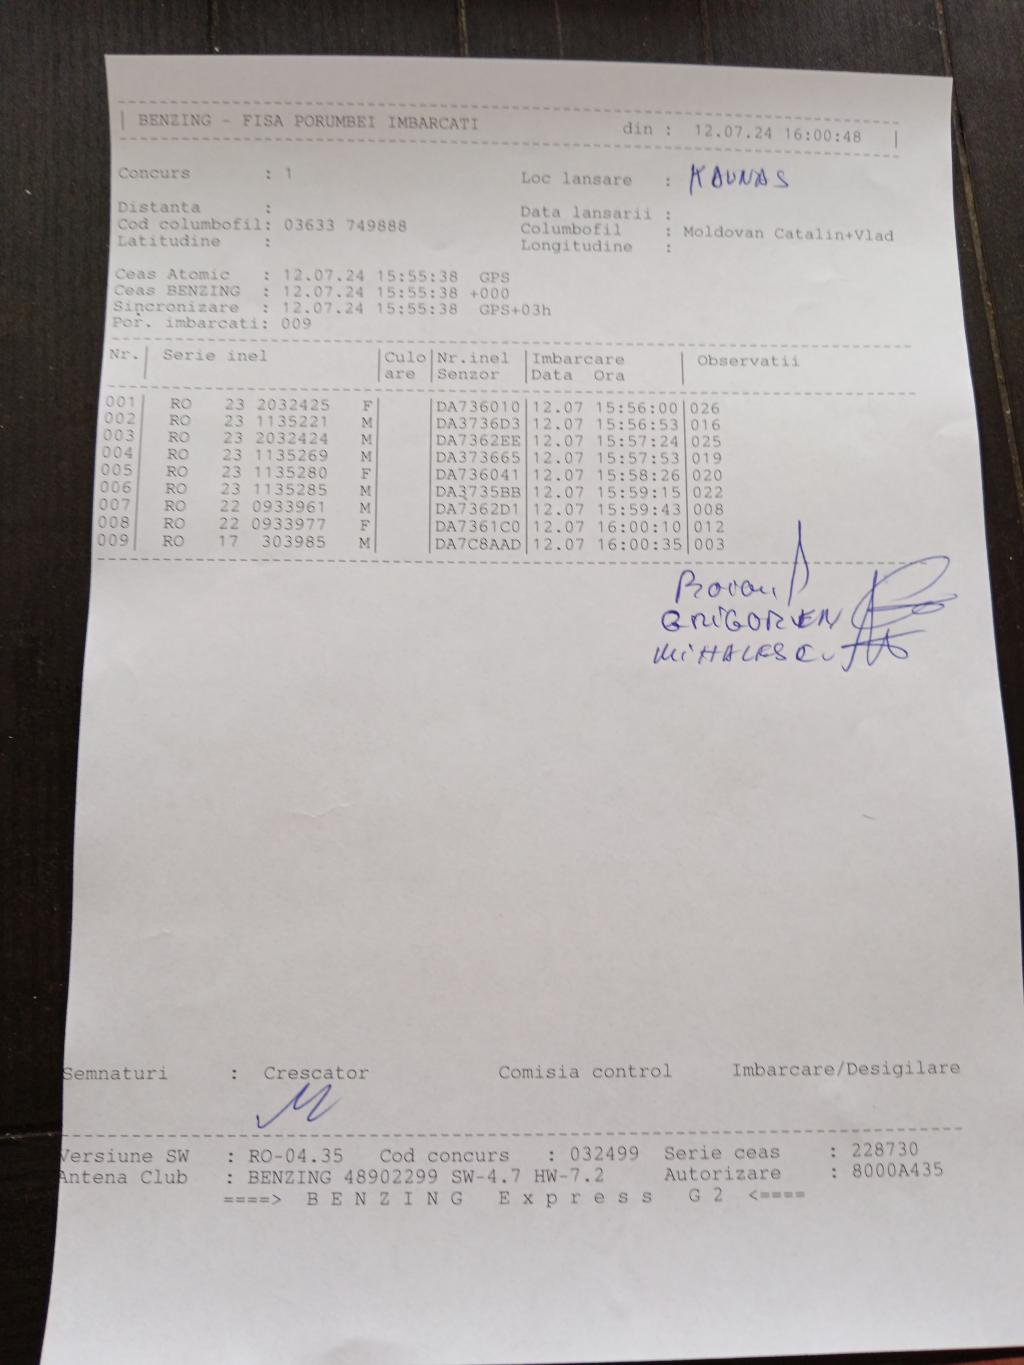 | BENZING - FISA PORUMBEI IMBARCATI din : 12.07.24 16:00:48 |
Concurs : 1 Loc lansare : KAUNAS
Distanta : Data lansarii :
Cod columbofil: 03633 749888 Columbofil : Moldovan Catalin+Vlad
Latitudine : Longitudine :
Ceas Atomic : 12.07.24 15:55:38 GPS
Ceas BENZING : 12.07.24 15:55:38 +000
Sincronizare : 12.07.24 15:55:38 GPS+03h
Por. imbarcati: 009
Nr.| Serie inel |Culo|Nr.inel |Imbarcare | Observatii
| |are |Senzor |Data Ora |
001| RO 23 2032425 F| |DA736010|12.07 15:56:00|026
002| RO 23 1135221 M| |DA3736D3|12.07 15:56:53|016
003| RO 23 2032424 M| |DA7362EE|12.07 15:57:24|025
004| RO 23 1135269 M| |DA373665|12.07 15:57:53|019
005| RO 23 1135280 F| |DA736041|12.07 15:58:26|020
006| RO 23 1135285 M| |DA3735BB|12.07 15:59:15|022
007| RO 22 0933961 M| |DA7362D1|12.07 15:59:43|008
008| RO 22 0933977 F| |DA7361C0|12.07 16:00:10|012
009| RO 17 303985 M| |DA7C8AAD|12.07 16:00:35|003
MIHALESCU
Semnaturi : Crescator Comisia control Imbarcare/Desigilare
Versiune SW : RO-04.35 Cod concurs : 032499 Serie ceas : 228730
Antena Club : BENZING 48902299 SW-4.7 HW-7.2 Autorizare : 8000A435
====> B E N Z I N G E x p r e s s G 2 <====